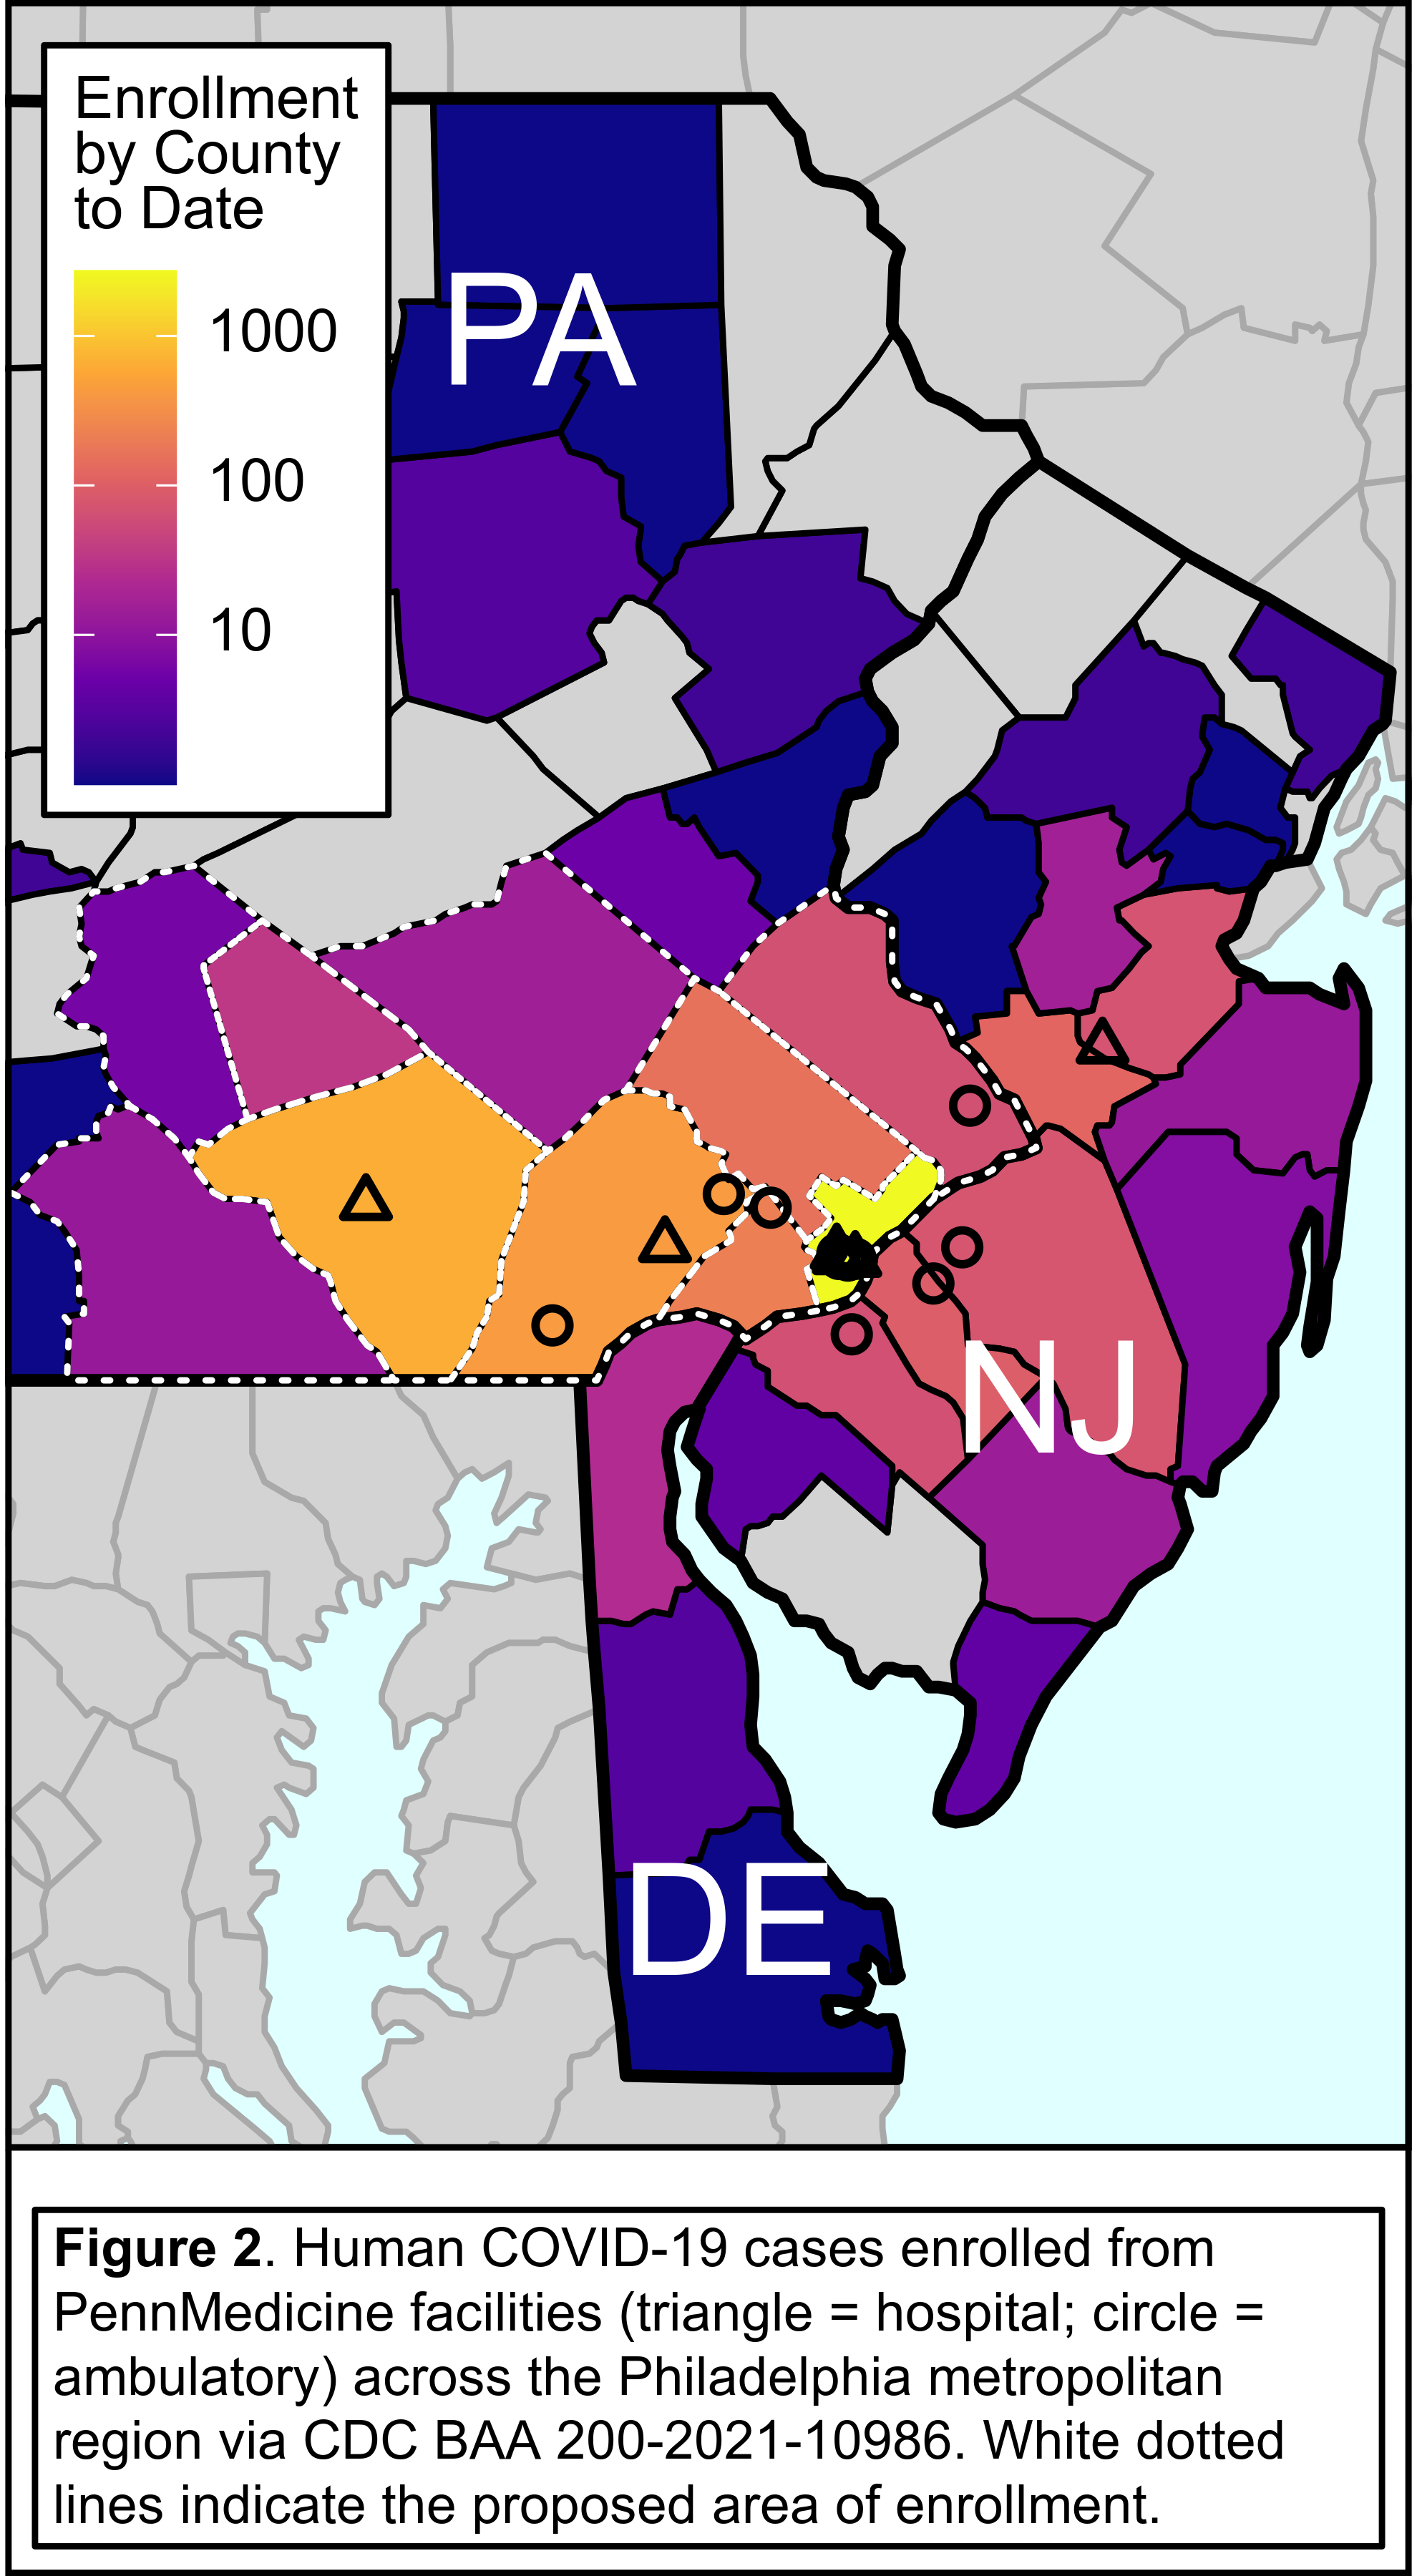 Enrollment
by County
to Date
1000
100
10
PA
NJ
DE
Figure 2. Human COVID-19 cases enrolled from
PennMedicine facilities (triangle = hospital; circle =
ambulatory) across the Philadelphia metropolitan
region via CDC BAA 200-2021-10986. White dotted
lines indicate the proposed area of enrollment.